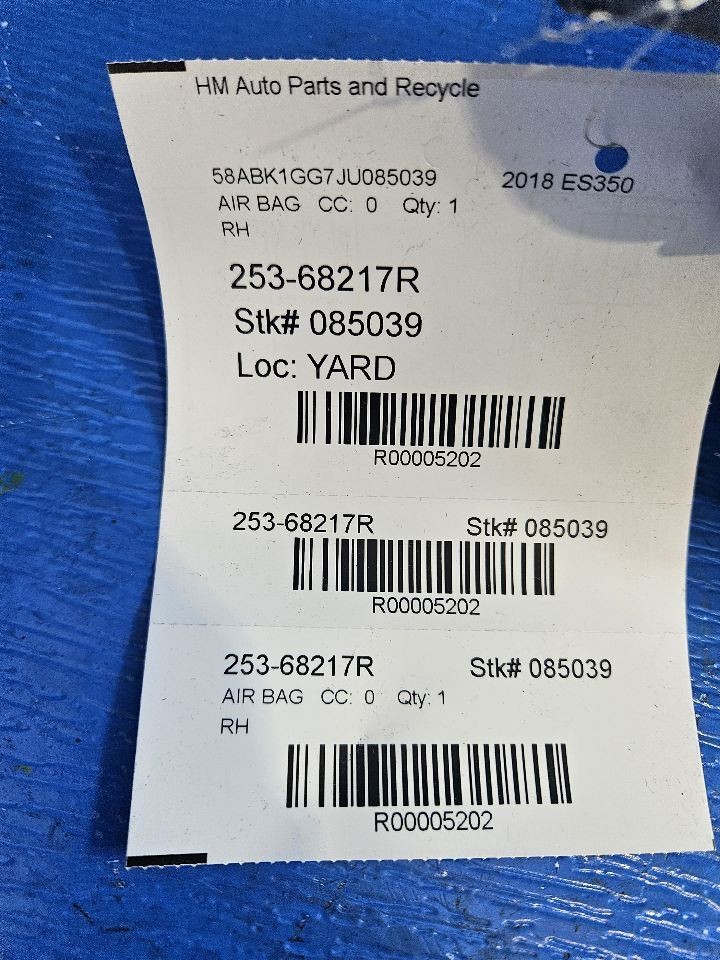 HM Auto Parts and Recycle
58ABK1GG7JU085039 2018 ES350
AIR BAG CC: 0 Qty: 1
RH
253-68217R
Stk# 085039
Loc: YARD
R00005202
253-68217R Stk# 085039
R00005202
253-68217R Stk# 085039
AIR BAG CC: 0 Qty: 1
RH
R00005202